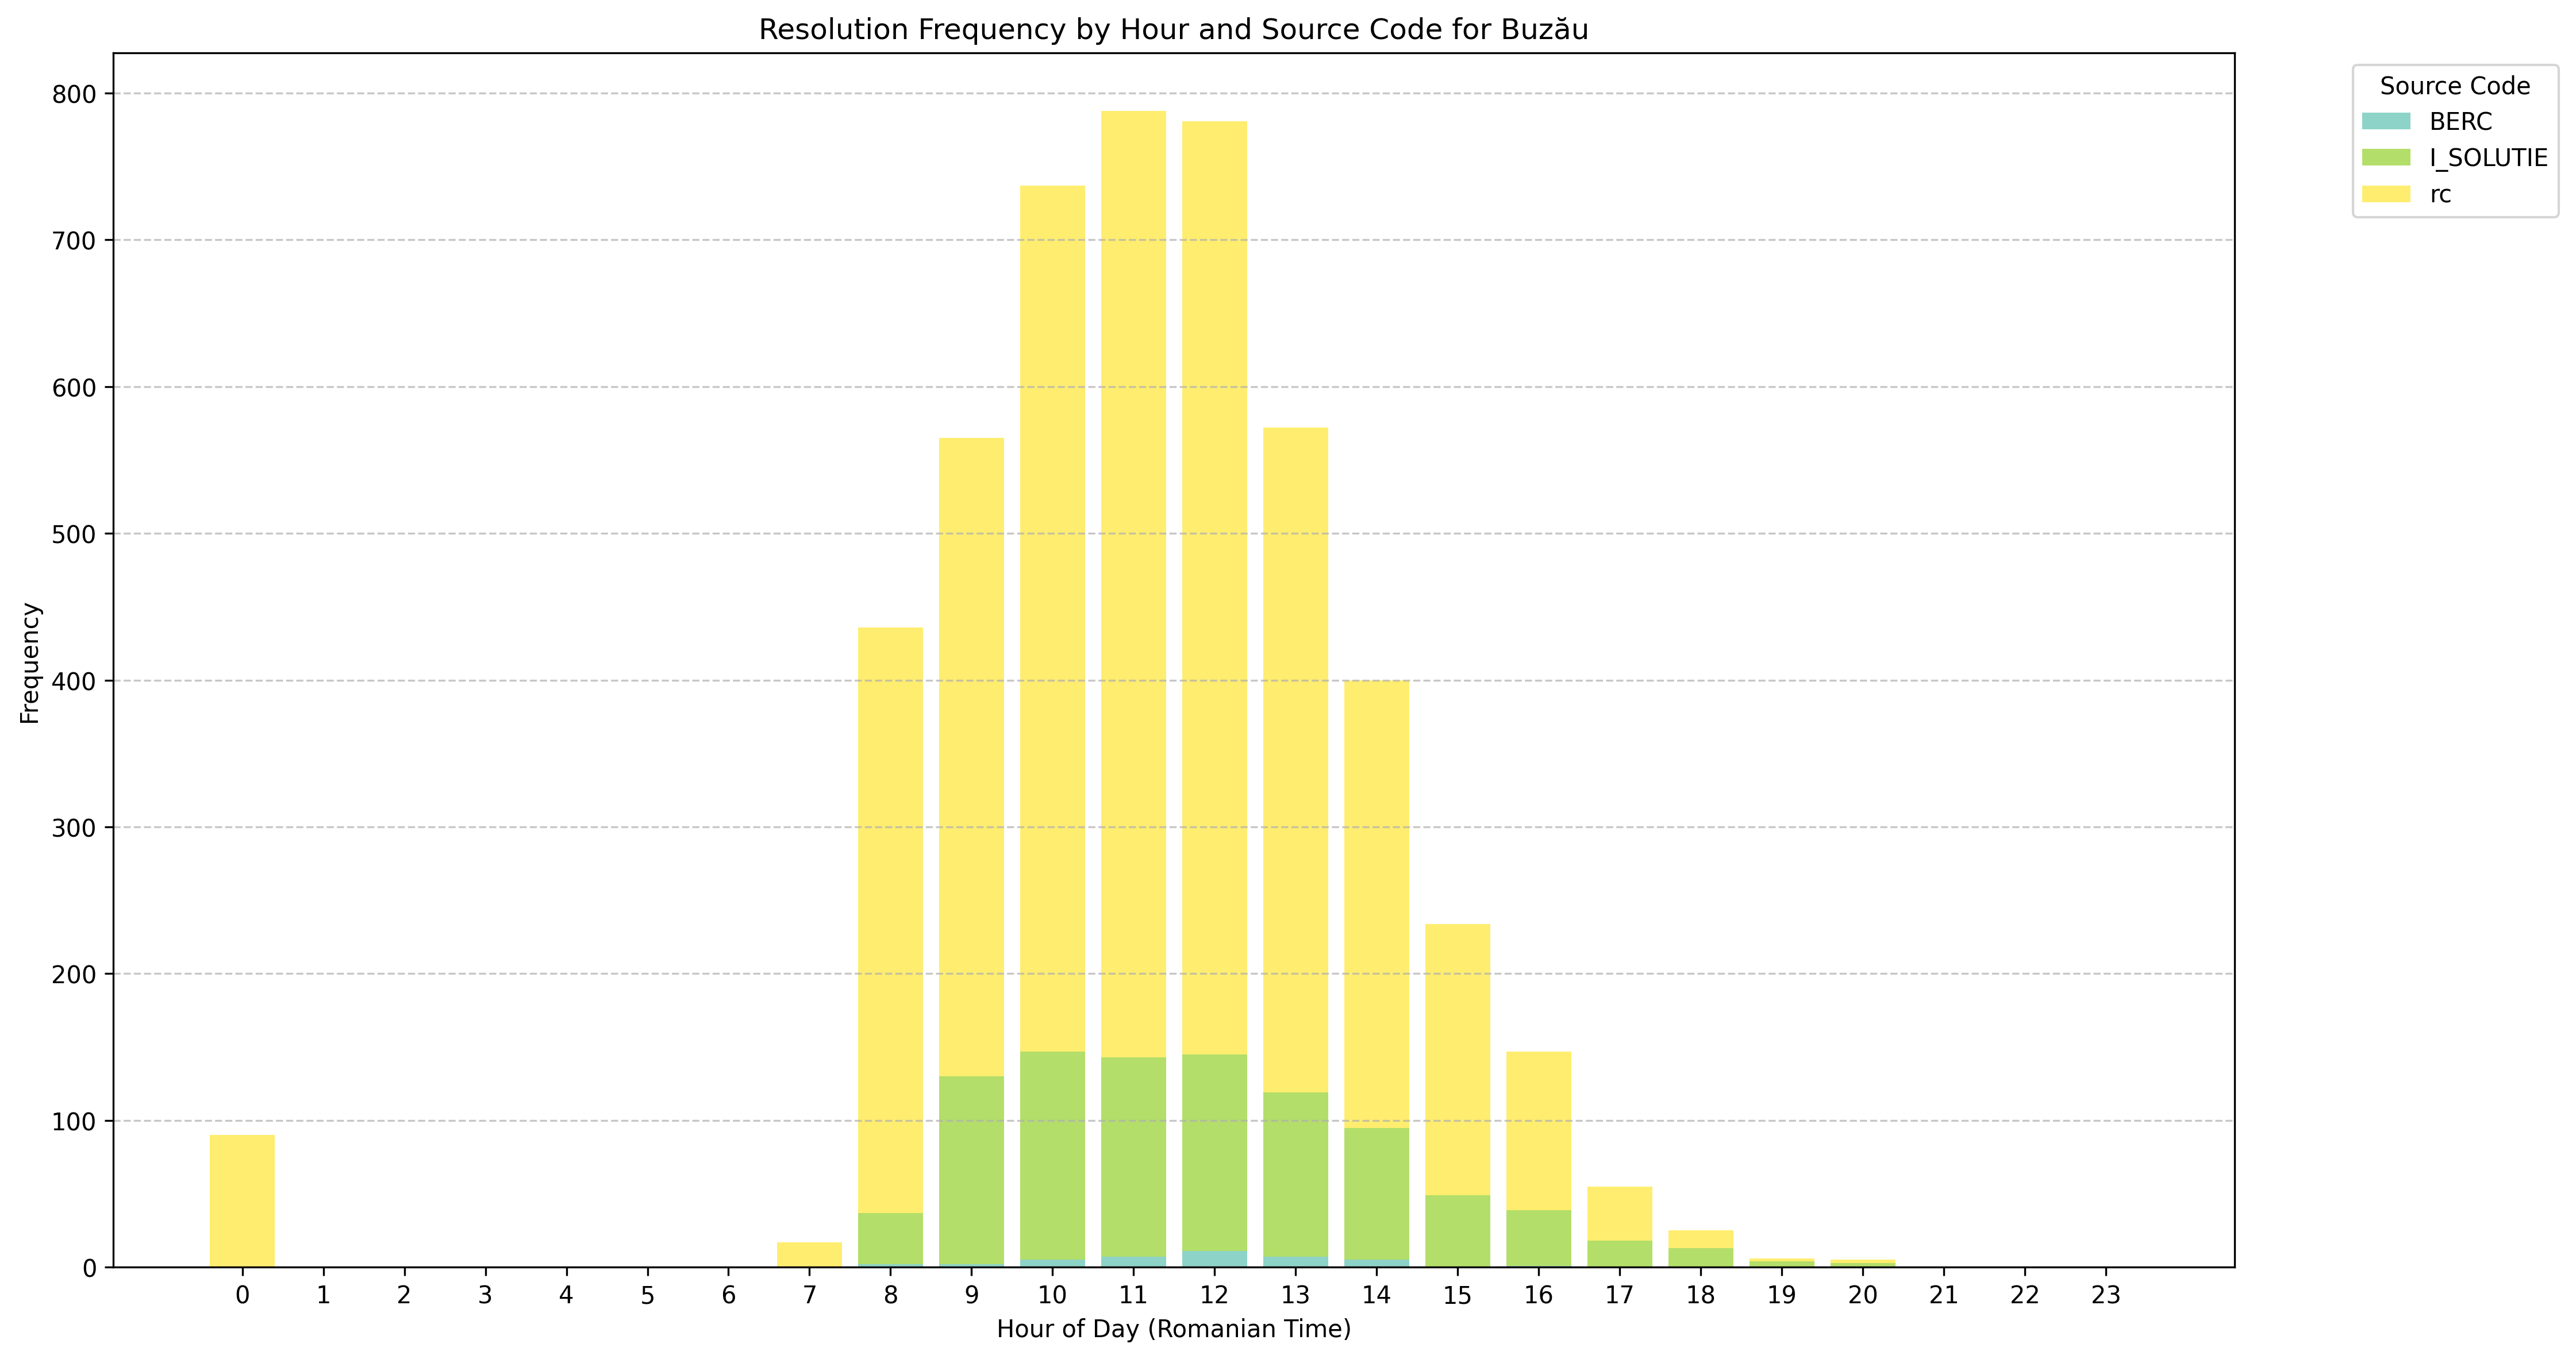 Resolution Frequency by Hour and Source Code for Buzău
Source Code
BERC
I_SOLUTIE
rc
Frequency
800
700
600
500
400
300
200
100
0
0 1 2 3 4 5 6 7 8 9 10 11 12 13 14 15 16 17 18 19 20 21 22 23
Hour of Day (Romanian Time)